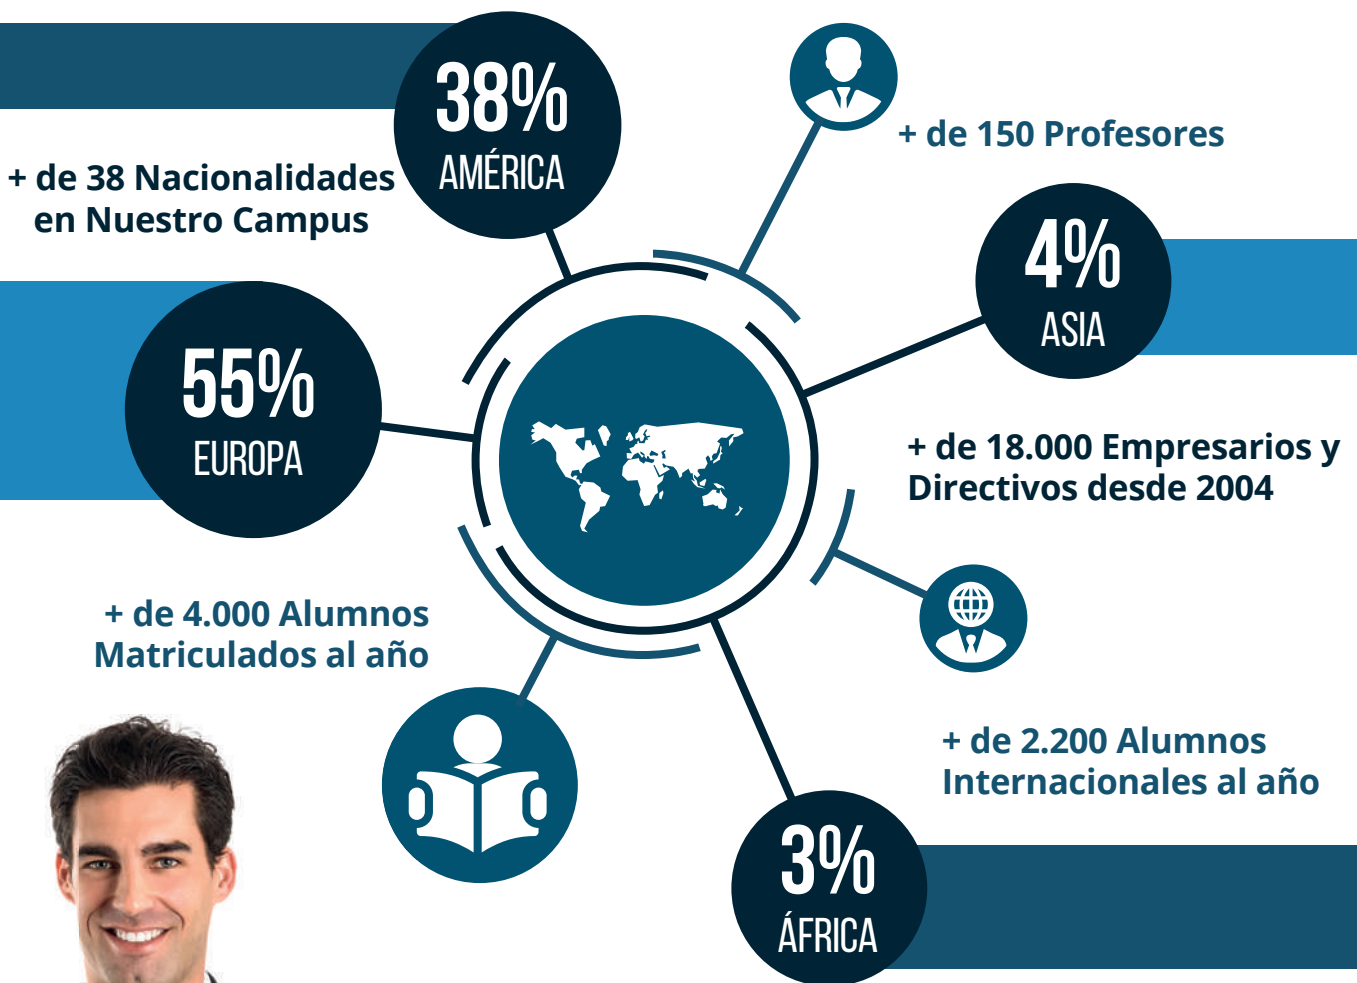 38%
AMÉRICA
+ de 150 Profesores
+ de 38 Nacionalidades
en Nuestro Campus
4%
ASIA
55%
EUROPA
+ de 18.000 Empresarios y
Directivos desde 2004
+ de 4.000 Alumnos
Matriculados al año
+ de 2.200 Alumnos
Internacionales al año
3%
ÁFRICA